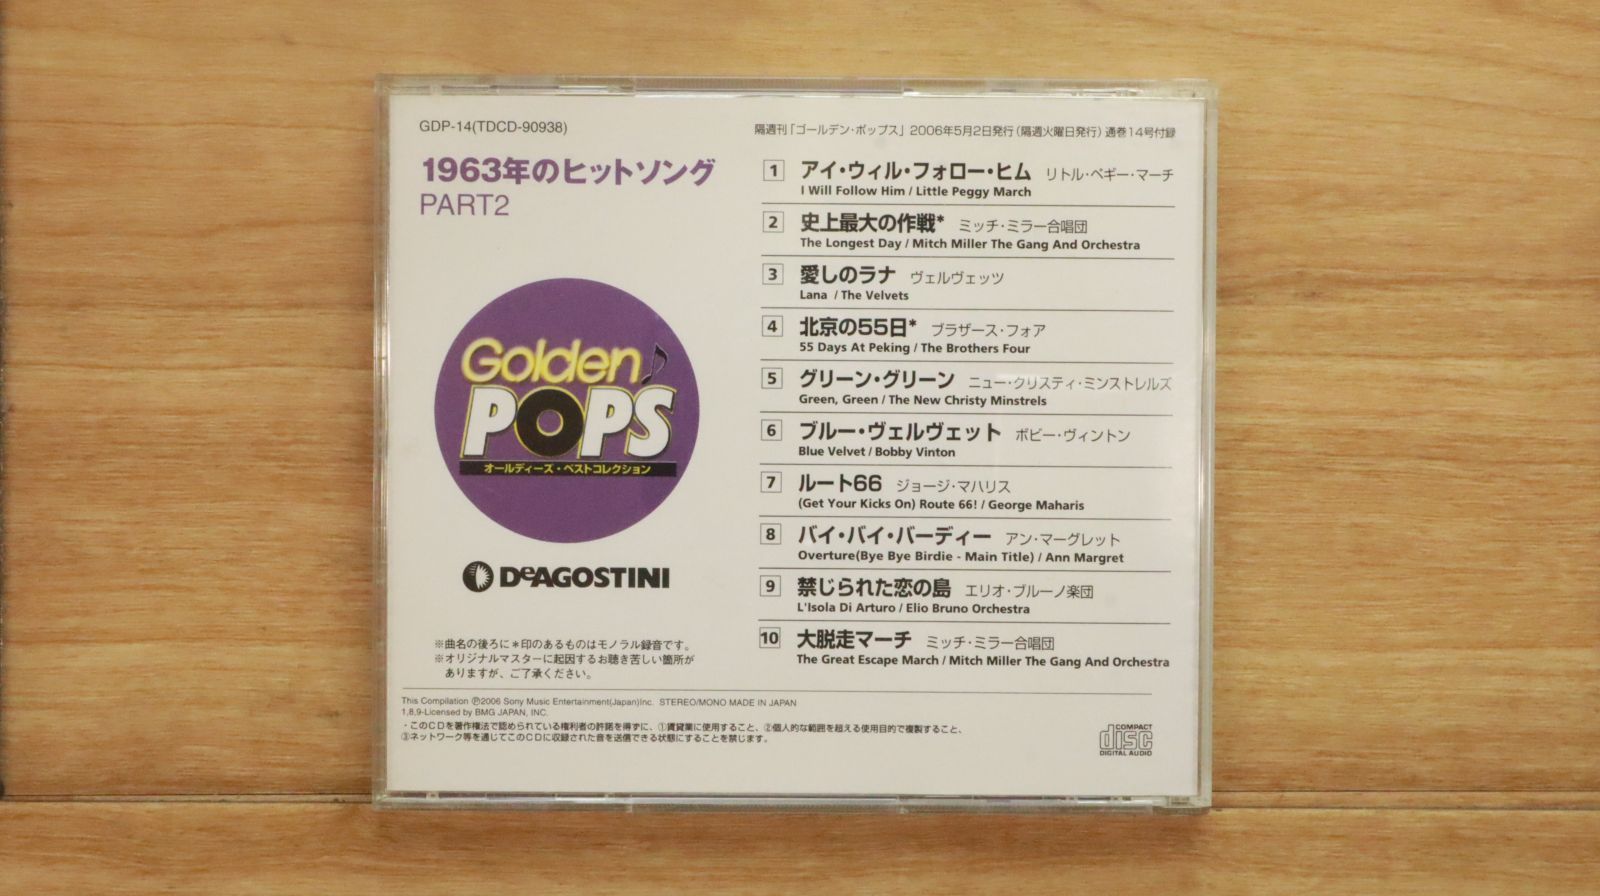 GDP-14(TDCD-90938)
隔週刊「ゴールデン・ポップス」2006年5月2日発行(隔週火曜日発行)通巻14号付録
1963年のヒットソング
PART2
Golden
POPS
オールディーズ・ベストコレクション
DeAGOSTINI
※曲名の後ろに＊印のあるものはモノラル録音です。
※オリジナルマスターに起因するお聴き苦しい箇所が
ありますが、ご了承ください。
1 アイ・ウィル・フォロー・ヒム リトル・ペギー・マーチ
I Will Follow Him / Little Peggy March
2 史上最大の作戦* ミッチ・ミラー合唱団
The Longest Day / Mitch Miller The Gang And Orchestra
3 愛しのラナ ヴェルヴェッツ
Lana / The Velvets
4 北京の55日* ブラザース・フォア
55 Days At Peking / The Brothers Four
5 グリーン・グリーン ニュー・クリスティ・ミンストレルズ
Green, Green / The New Christy Minstrels
6 ブルー・ヴェルヴェット ボビー・ヴィントン
Blue Velvet / Bobby Vinton
7 ルート66 ジョージ・マハリス
(Get Your Kicks On) Route 66! / George Maharis
8 バイ・バイ・バーディー アン・マーグレット
Overture(Bye Bye Birdie - Main Title) / Ann Margret
9 禁じられた恋の島 エリオ・ブルーノ楽団
L'Isola Di Arturo / Elio Bruno Orchestra
10 大脱走マーチ ミッチ・ミラー合唱団
The Great Escape March / Mitch Miller The Gang And Orchestra
This Compilation ℗2006 Sony Music Entertainment(Japan)Inc. STEREO/MONO MADE IN JAPAN
1,8,9-Licensed by BMG JAPAN, INC.
・このCDを著作権法で認められている権利者の許諾を得ずに、①賃貸業に使用すること、②個人的な範囲を超える使用目的で複製すること、
③ネットワーク等を通じてこのCDに収録された音を送信できる状態にすることを禁じます。
COMPACT
disc
DIGITAL AUDIO